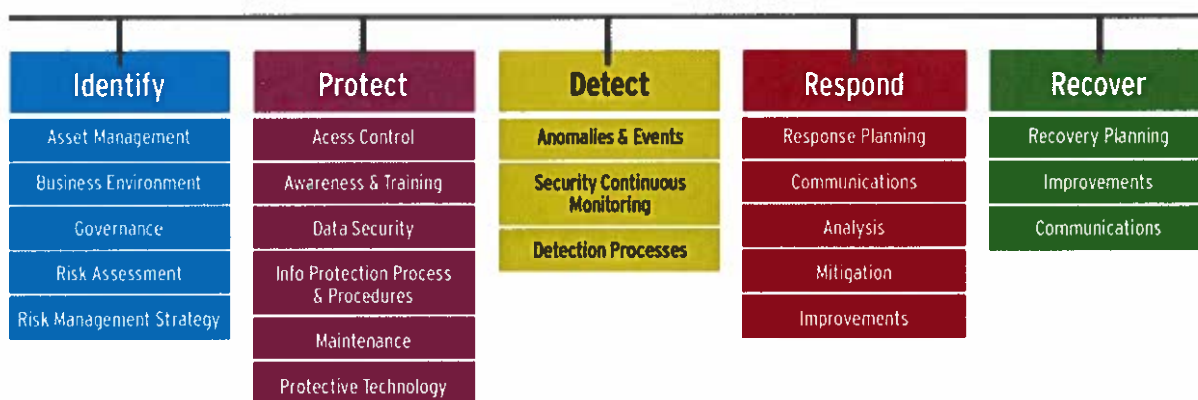 Identify
Asset Management
Business Environment
Governance
Risk Assessment
Risk Management Strategy
Protect
Acess Control
Awareness & Training
Data Security
Info Protection Process
& Procedures
Maintenance
Protective Technology
Detect
Anomalies & Events
Security Continuous
Monitoring
Detection Processes
Respond
Response Planning
Communications
Analysis
Mitigation
Improvements
Recover
Recovery Planning
Improvements
Communications